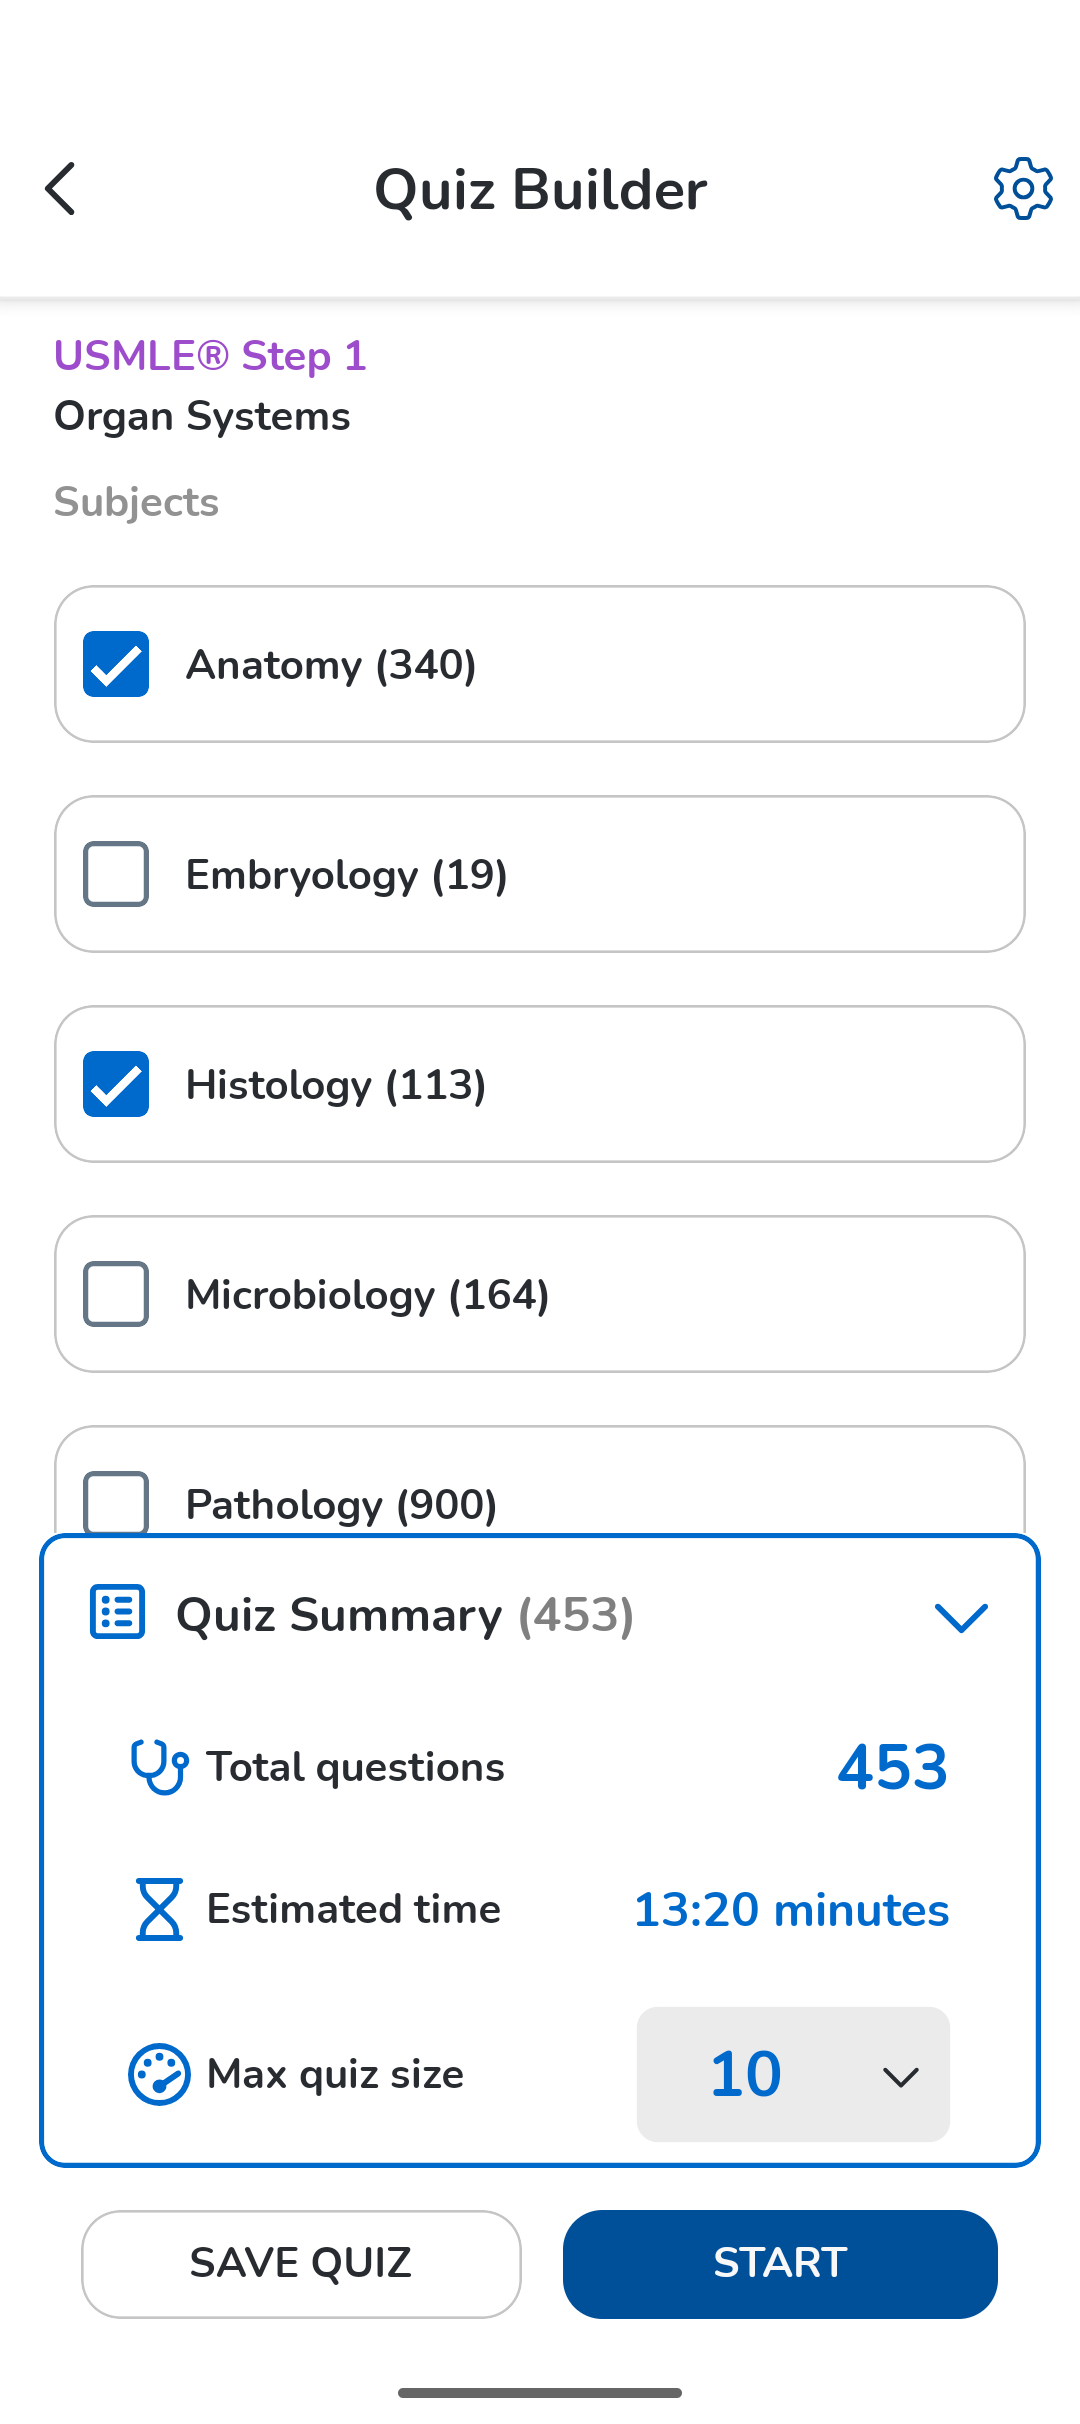 Quiz Builder
USMLE® Step 1
Organ Systems
Subjects
Anatomy (340)
Embryology (19)
Histology (113)
Microbiology (164)
Pathology (900)
Quiz Summary (453)
Total questions 453
Estimated time 13:20 minutes
Max quiz size 10
SAVE QUIZ START